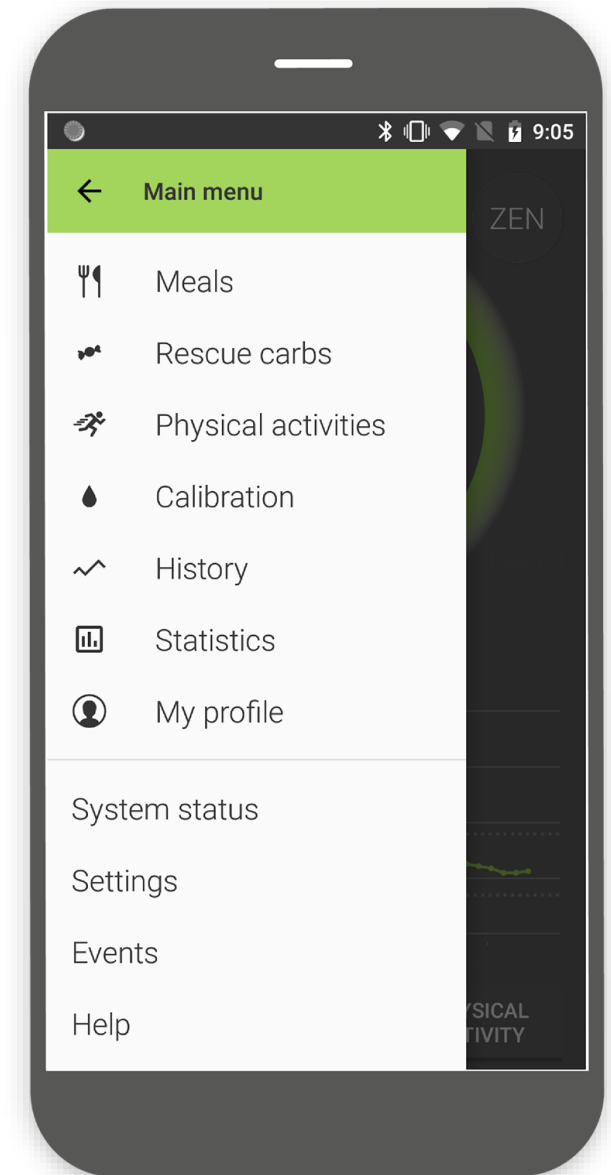 9:05
Main menu
ZEN
Meals
Rescue carbs
Physical activities
Calibration
History
Statistics
My profile
System status
Settings
Events
Help
YSICAL
TIVITY